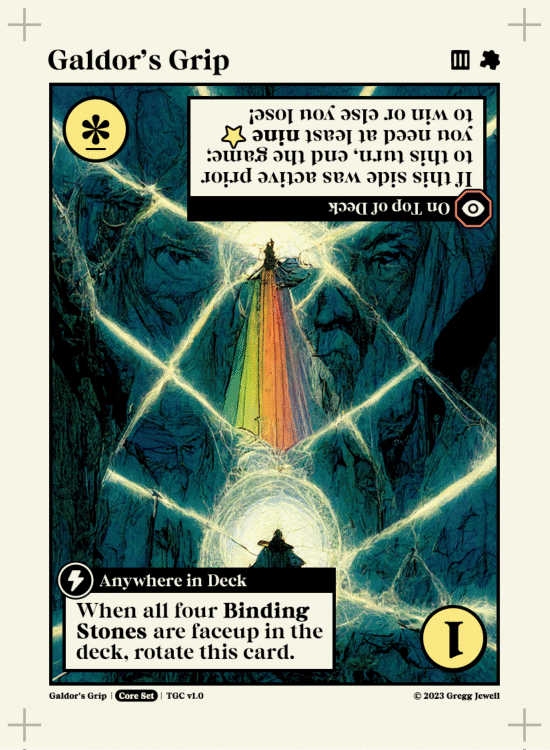 Galdor's Grip
III
*
If this side was active prior
to this turn, end the game;
you need at least nine
to win or else you lose!
On Top of Deck
Anywhere in Deck
When all four Binding
Stones are faceup in the
deck, rotate this card.
1
Galdor's Grip | Core Set | TGC v1.0
© 2023 Gregg Jewell